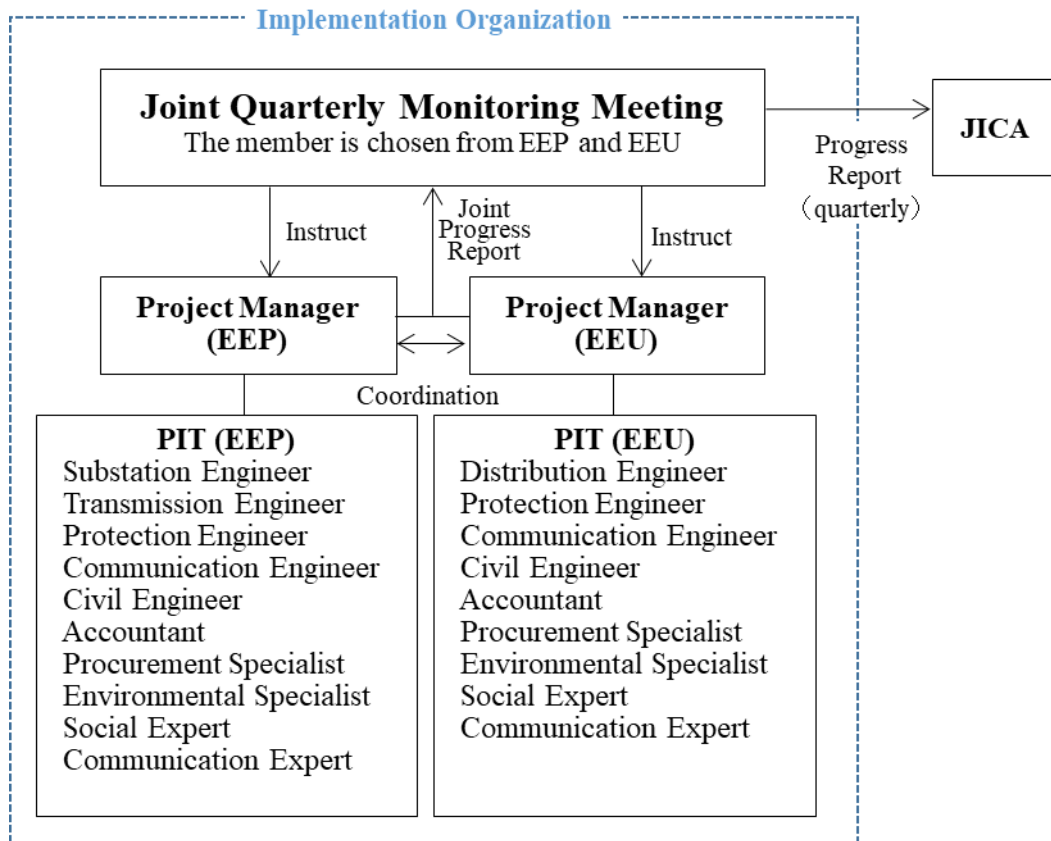 Implementation Organization
Joint Quarterly Monitoring Meeting
The member is chosen from EEP and EEU
JICA
Progress
Report
（quarterly）
Instruct
Joint
Progress
Report
Instruct
Project Manager
(EEP)
Project Manager
(EEU)
Coordination
PIT (EEP)
Substation Engineer
Transmission Engineer
Protection Engineer
Communication Engineer
Civil Engineer
Accountant
Procurement Specialist
Environmental Specialist
Social Expert
Communication Expert
PIT (EEU)
Distribution Engineer
Protection Engineer
Communication Engineer
Civil Engineer
Accountant
Procurement Specialist
Environmental Specialist
Social Expert
Communication Expert